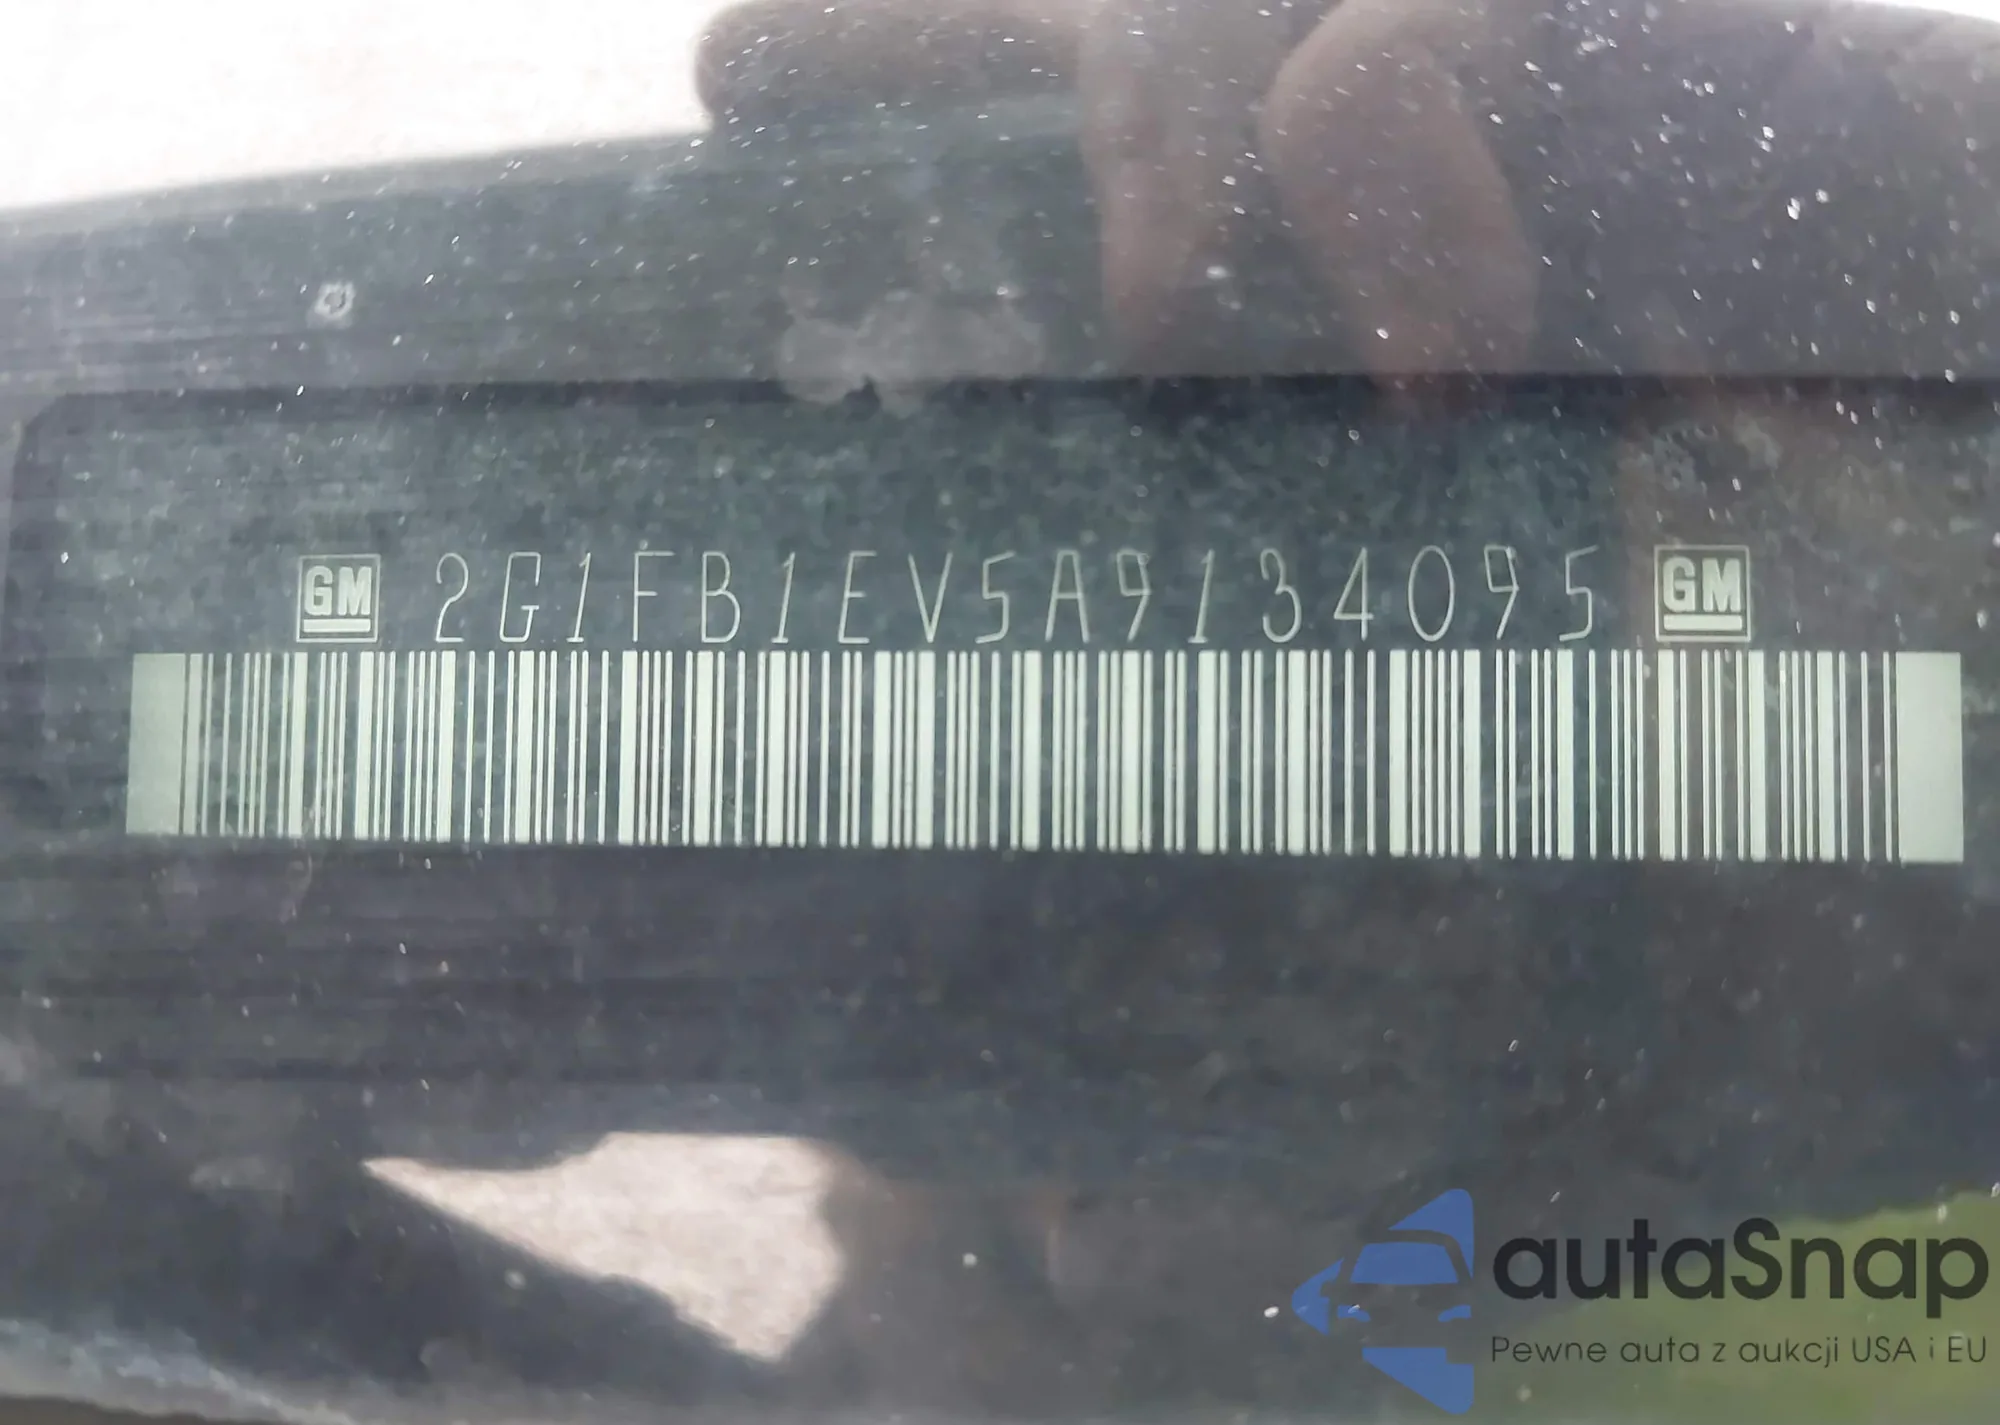 GM 2G1FB1EV5A9134095 GM
autaSnap
Pewne auta z aukcji USA i EU